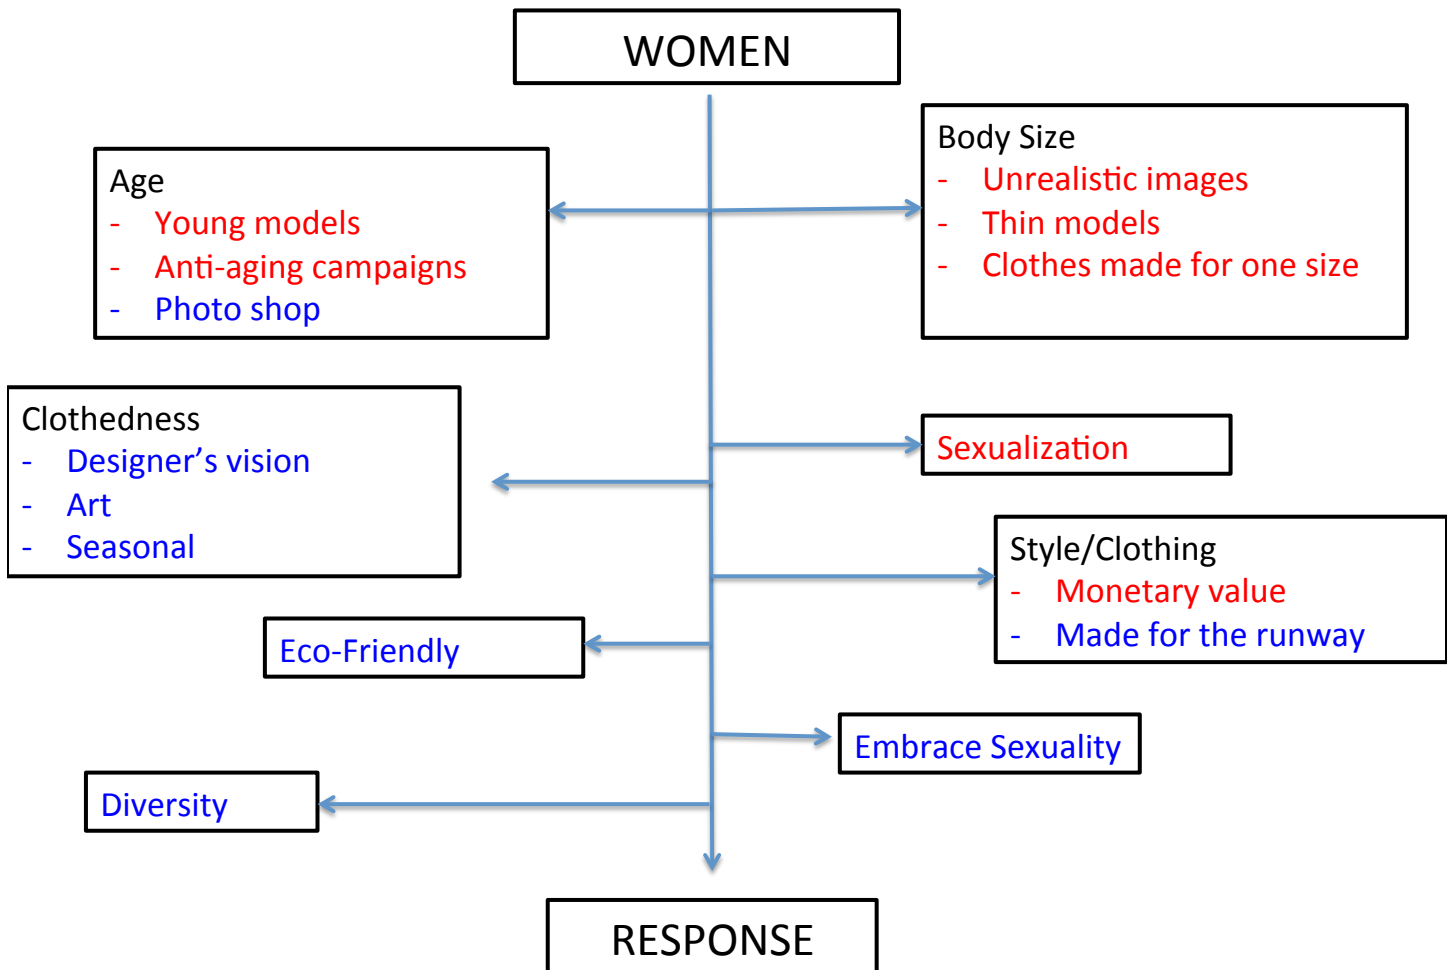 WOMEN
Age
- Young models
- Anti-aging campaigns
- Photo shop
Body Size
- Unrealistic images
- Thin models
- Clothes made for one size
Clothedness
- Designer’s vision
- Art
- Seasonal
Sexualization
Style/Clothing
- Monetary value
- Made for the runway
Eco-Friendly
Embrace Sexuality
Diversity
RESPONSE